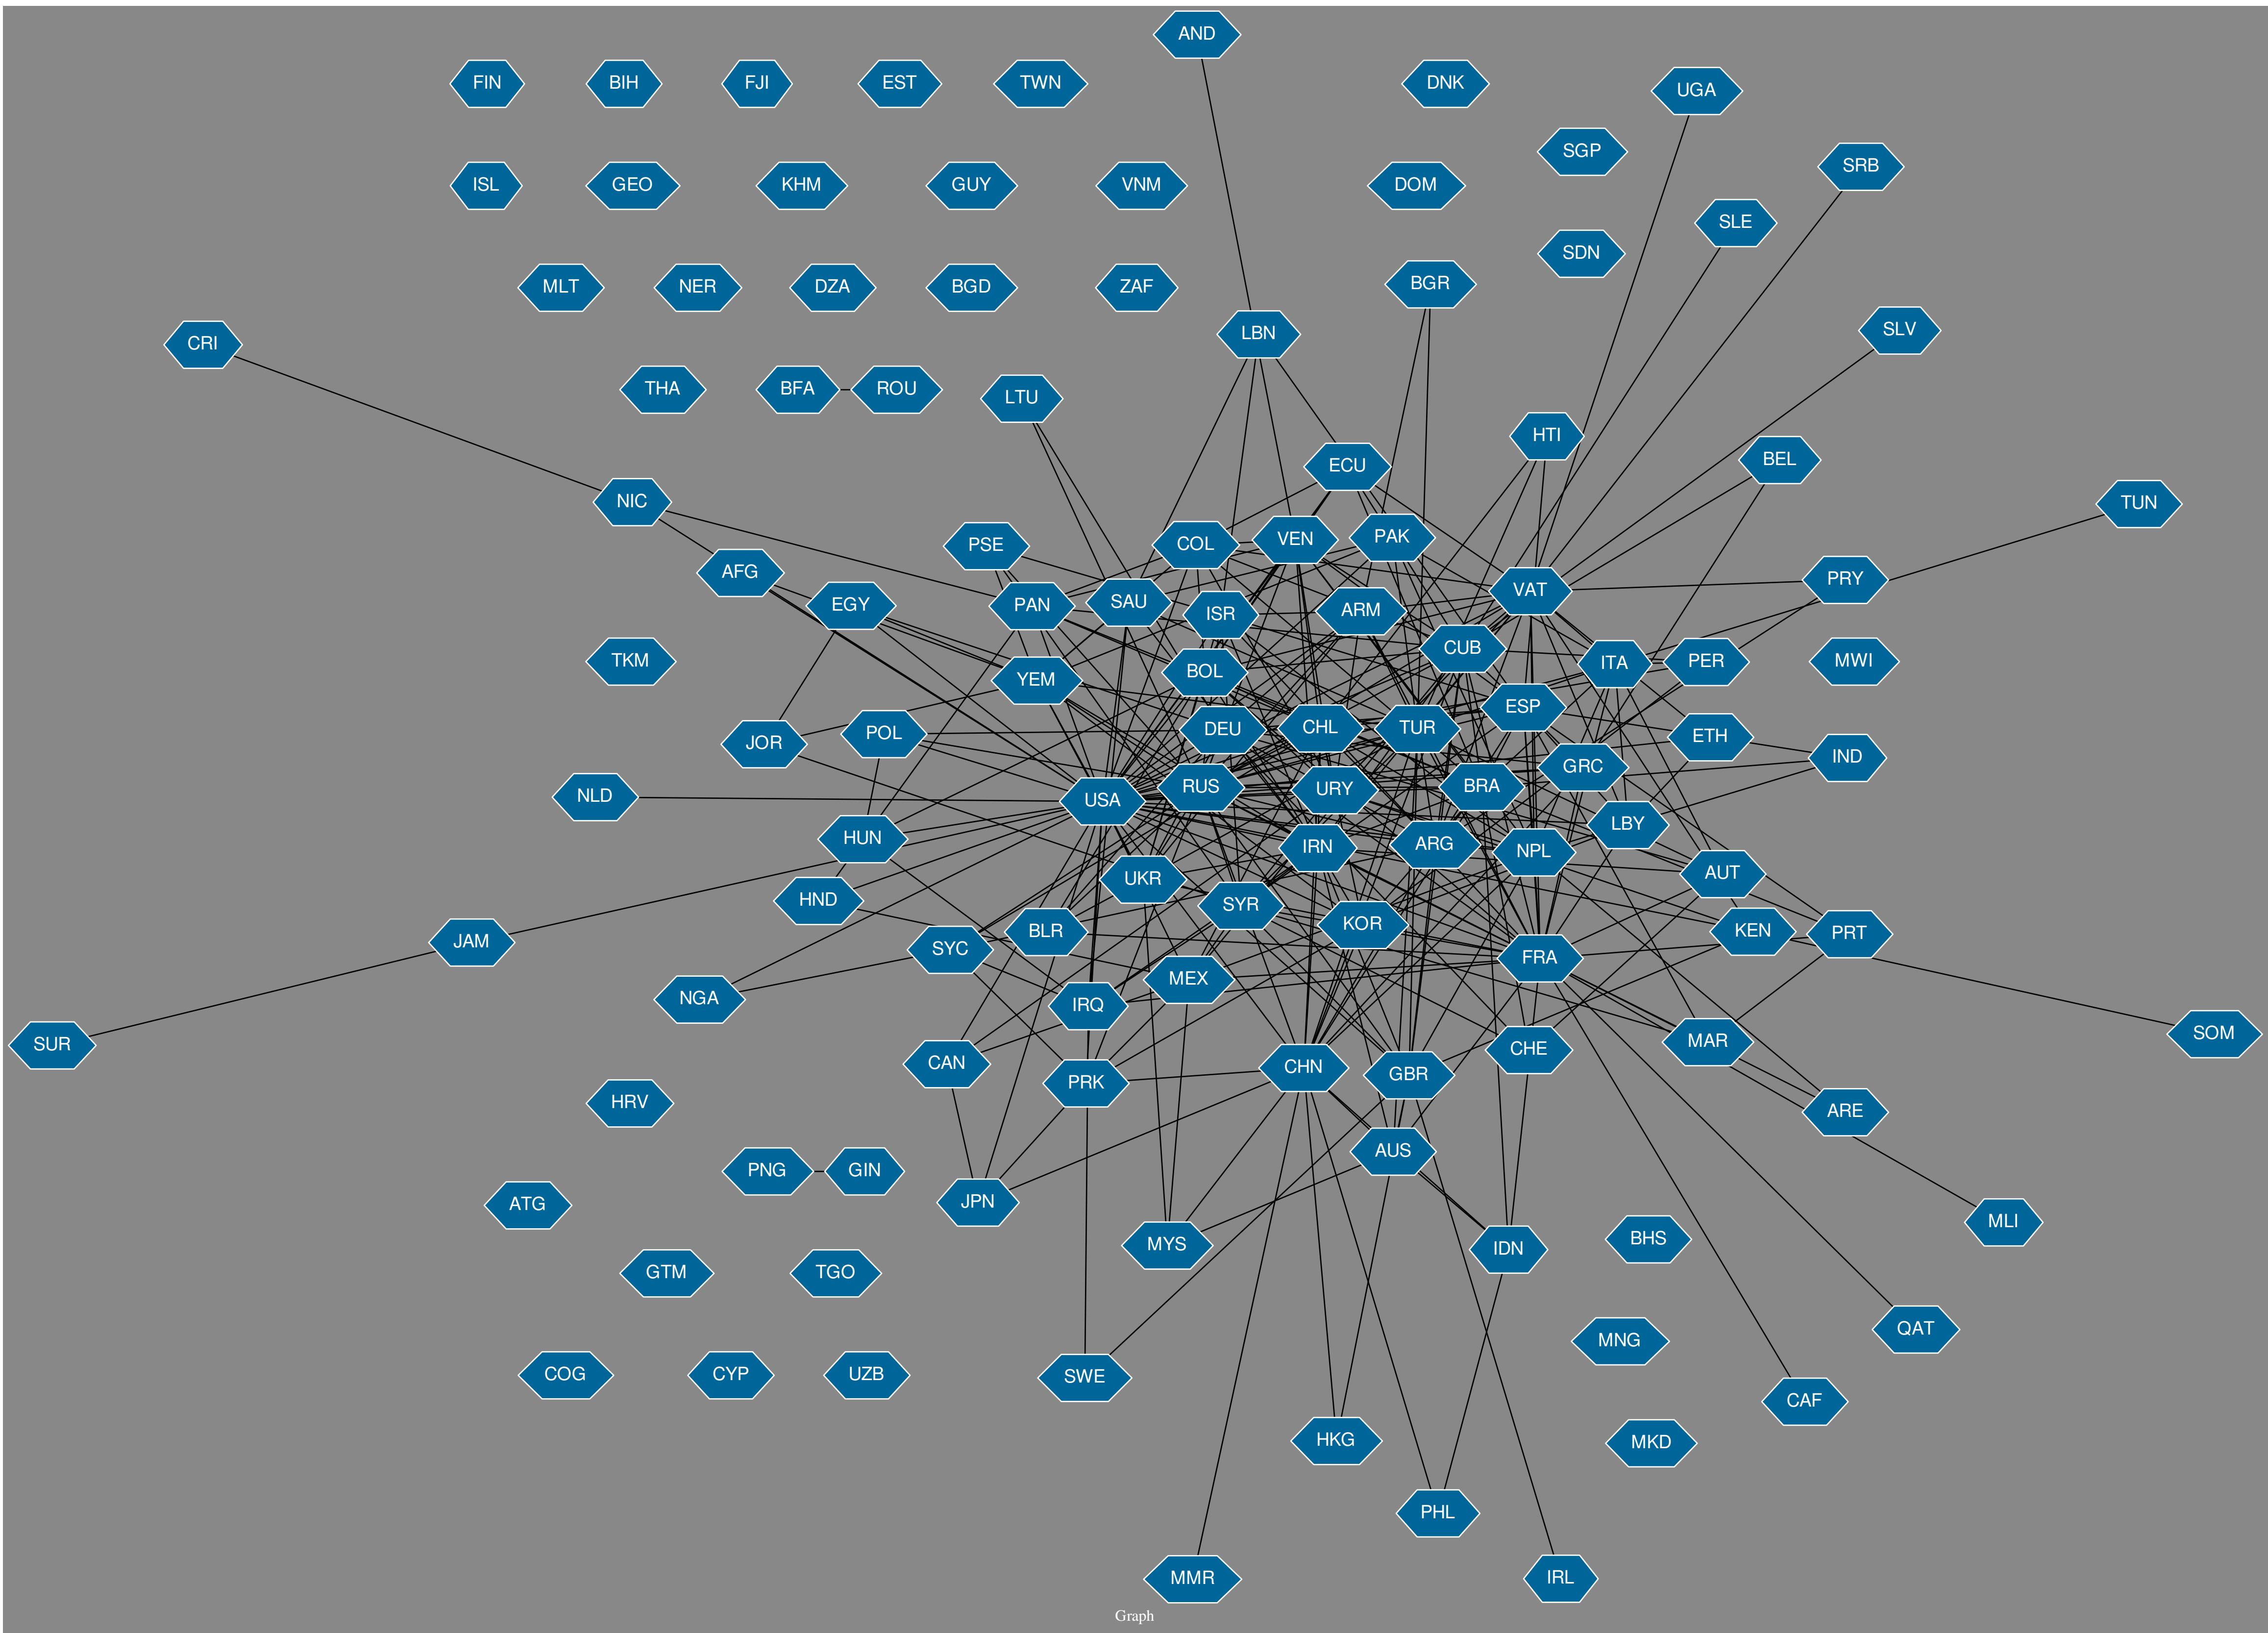 AND
FIN
BIH
FJI
EST
TWN
DNK
UGA
SGP
SRB
ISL
GEO
KHM
GUY
VNM
DOM
SLE
SDN
MLT
NER
DZA
BGD
ZAF
BGR
LBN
SLV
CRI
THA
BFA
ROU
LTU
HTI
ECU
BEL
NIC
TUN
PSE
COL
VEN
PAK
AFG
PRY
VAT
EGY
PAN
SAU
ISR
ARM
CUB
TKM
ITA
PER
MWI
BOL
YEM
ESP
JOR
POL
DEU
CHL
TUR
ETH
IND
GRC
NLD
USA
RUS
URY
BRA
LBY
HUN
IRN
ARG
NPL
AUT
UKR
HND
SYR
KOR
JAM
SYC
BLR
KEN
PRT
FRA
MEX
NGA
IRQ
SUR
SOM
MAR
CAN
CHE
CHN
GBR
PRK
HRV
ARE
AUS
PNG
GIN
ATG
JPN
MLI
MYS
IDN
BHS
GTM
TGO
QAT
MNG
COG
CYP
UZB
SWE
CAF
HKG
MKD
PHL
MMR
IRL
Graph